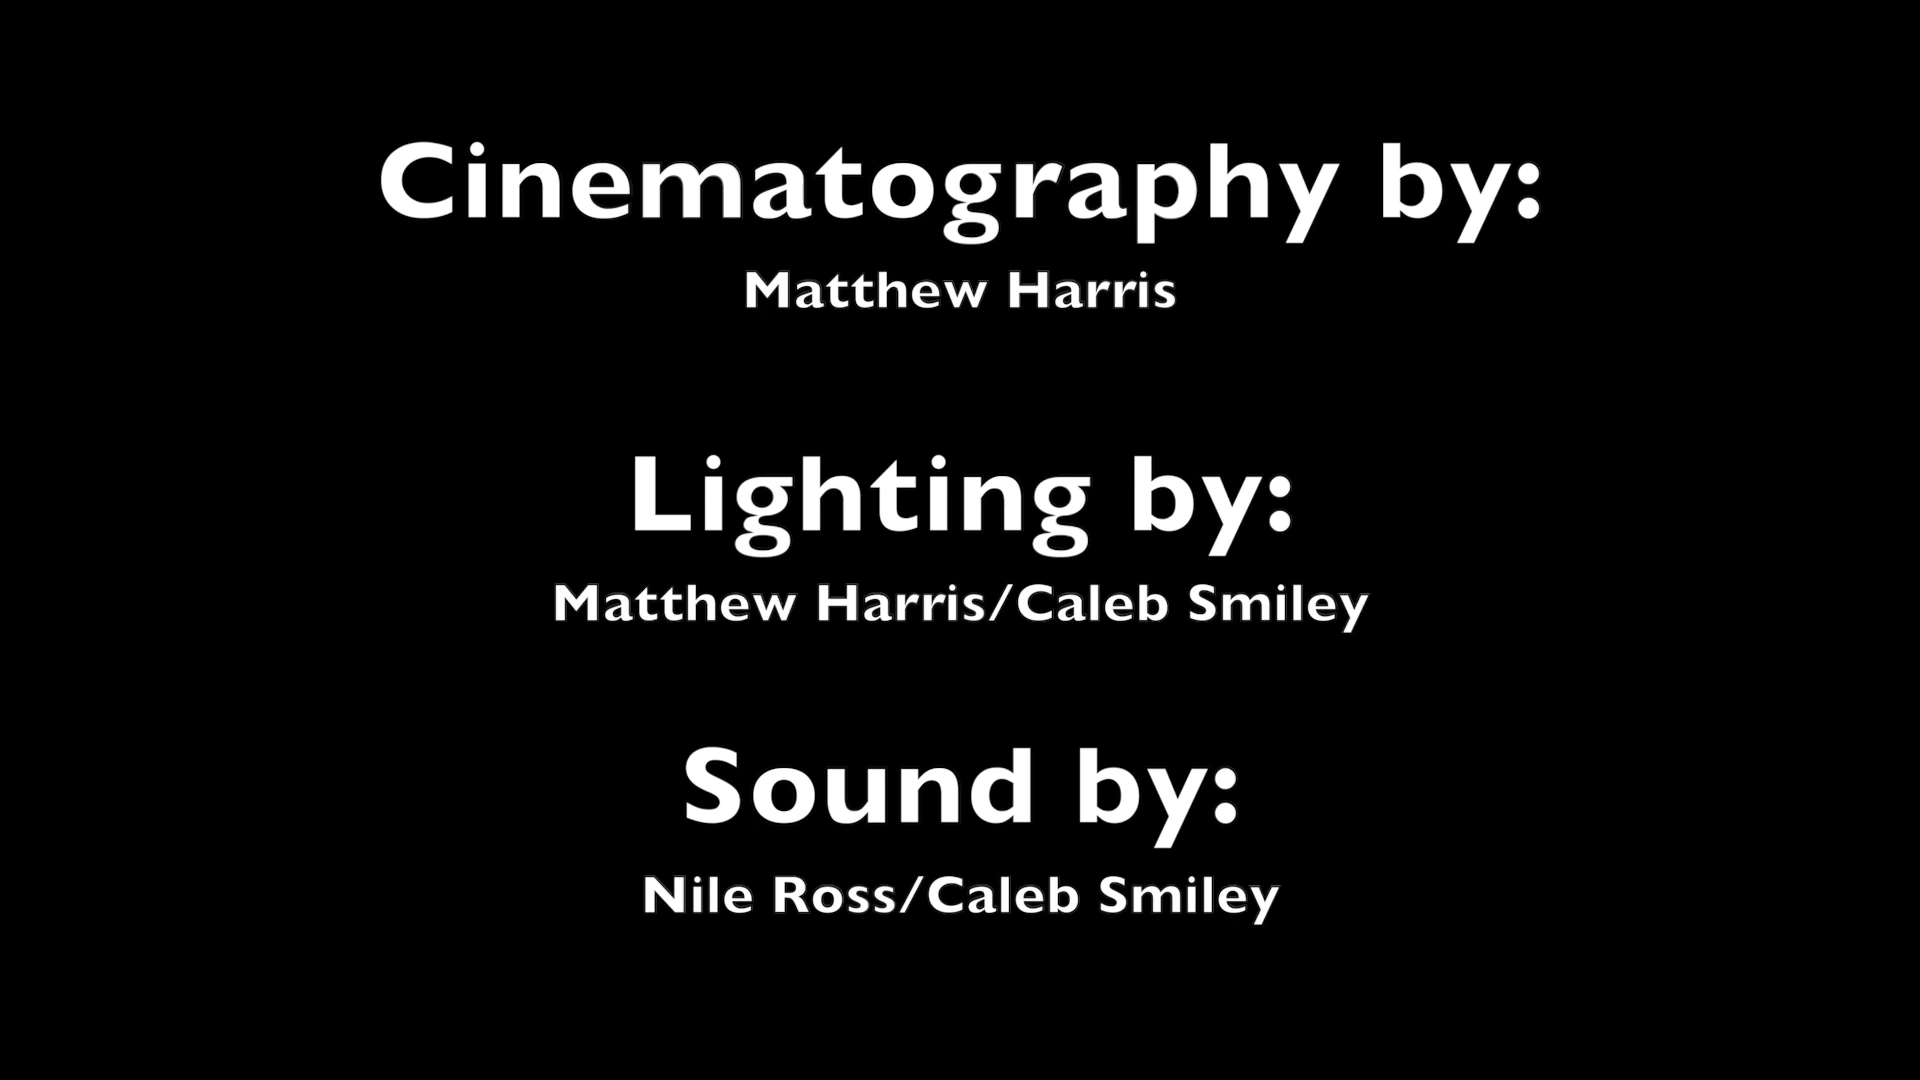 Cinematography by:
Matthew Harris
Lighting by:
Matthew Harris/Caleb Smiley
Sound by:
Nile Ross/Caleb Smiley